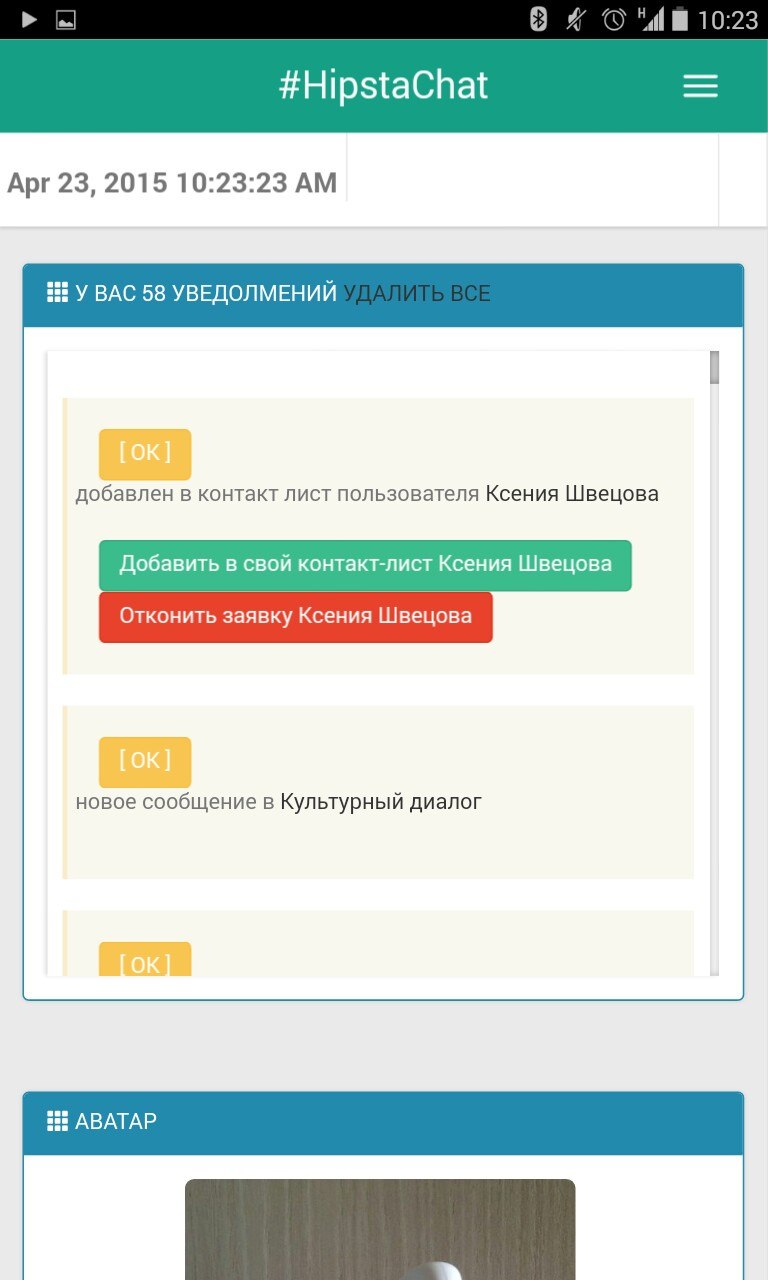 H
10:23
#HipstaChat
Apr 23, 2015 10:23:23 AM
У ВАС 58 УВЕДОЛМЕНИЙ УДАЛИТЬ ВСЕ
[ OK ]
добавлен в контакт лист пользователя Ксения Швецова
Добавить в свой контакт-лист Ксения Швецова
Отконить заявку Ксения Швецова
[ OK ]
новое сообщение в Культурный диалог
[ OK ]
АВАТАР